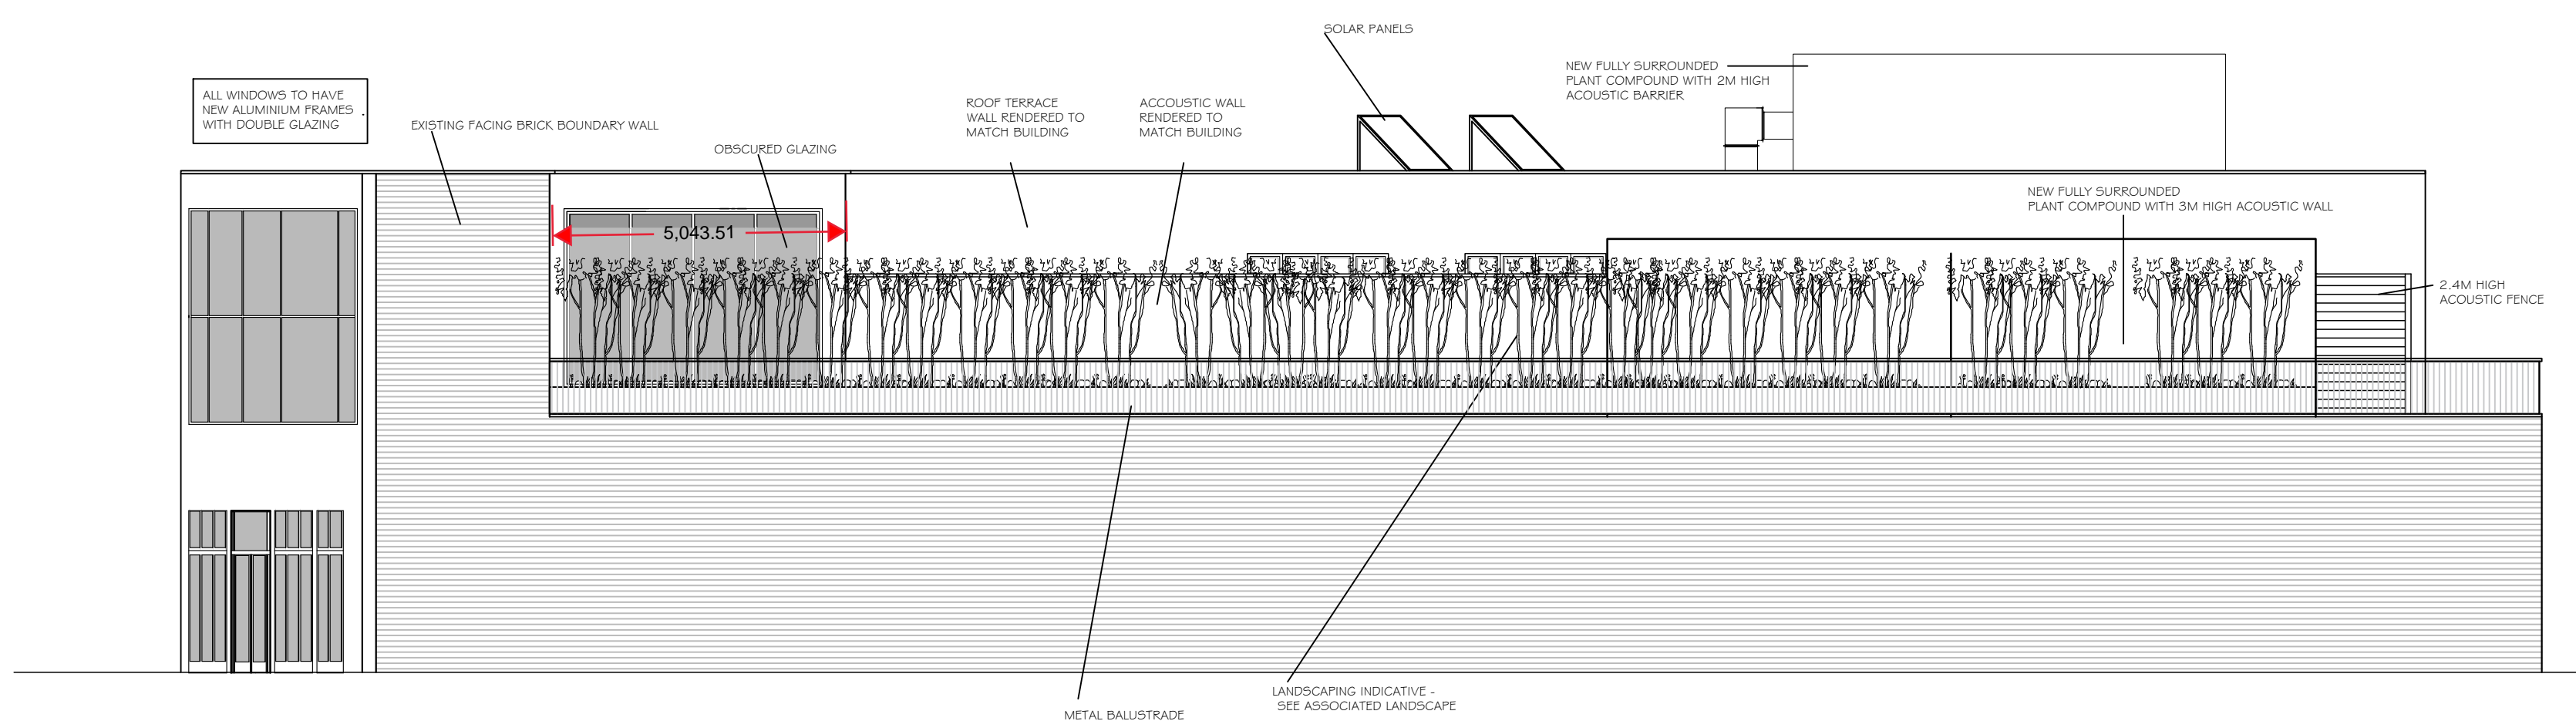 SOLAR PANELS
NEW FULLY SURROUNDED
PLANT COMPOUND WITH 2M HIGH
ACOUSTIC BARRIER
ALL WINDOWS TO HAVE
NEW ALUMINIUM FRAMES
WITH DOUBLE GLAZING
EXISTING FACING BRICK BOUNDARY WALL
OBSCURED GLAZING
ROOF TERRACE
WALL RENDERED TO
MATCH BUILDING
ACCOUSTIC WALL
RENDERED TO
MATCH BUILDING
NEW FULLY SURROUNDED
PLANT COMPOUND WITH 3M HIGH ACOUSTIC WALL
5,043.51
2.4M HIGH
ACOUSTIC FENCE
LANDSCAPING INDICATIVE -
SEE ASSOCIATED LANDSCAPE
METAL BALUSTRADE